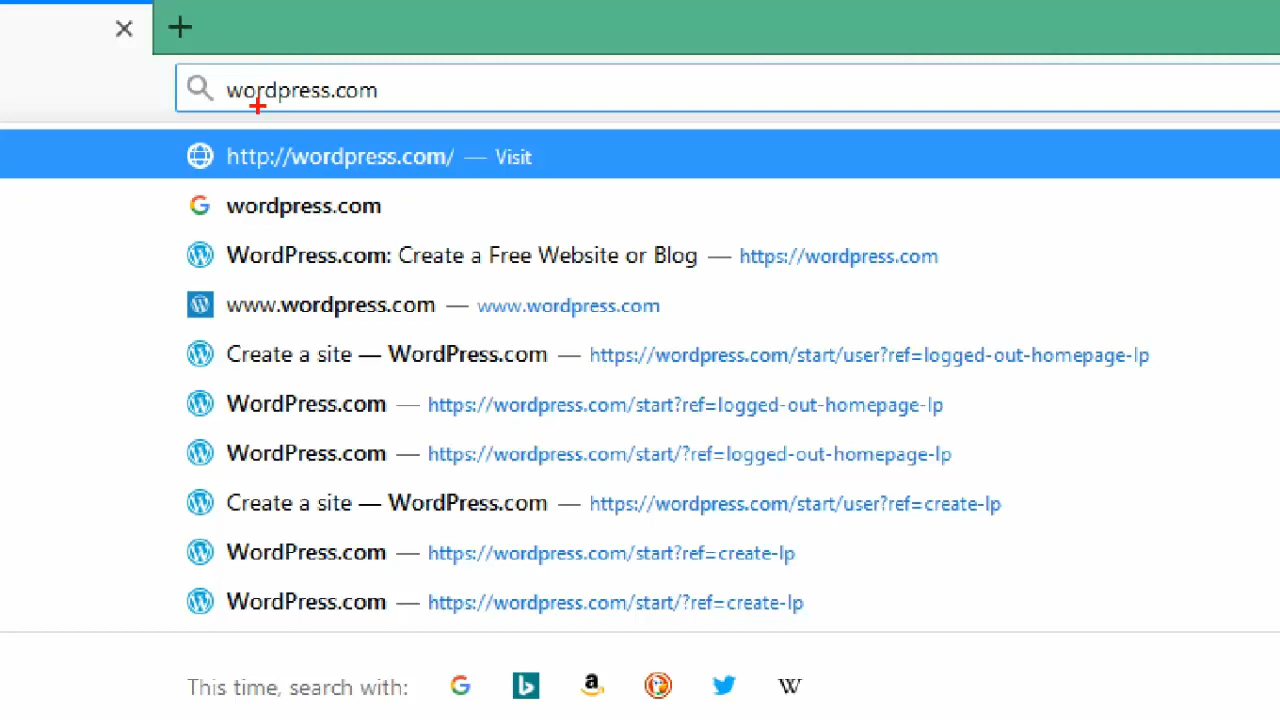 wordpress.com
http://wordpress.com/ — Visit
wordpress.com
WordPress.com: Create a Free Website or Blog — https://wordpress.com
www.wordpress.com — www.wordpress.com
Create a site — WordPress.com — https://wordpress.com/start/user?ref=logged-out-homepage-lp
WordPress.com — https://wordpress.com/start?ref=logged-out-homepage-lp
WordPress.com — https://wordpress.com/start/?ref=logged-out-homepage-lp
Create a site — WordPress.com — https://wordpress.com/start/user?ref=create-lp
WordPress.com — https://wordpress.com/start?ref=create-lp
WordPress.com — https://wordpress.com/start/?ref=create-lp
This time, search with: